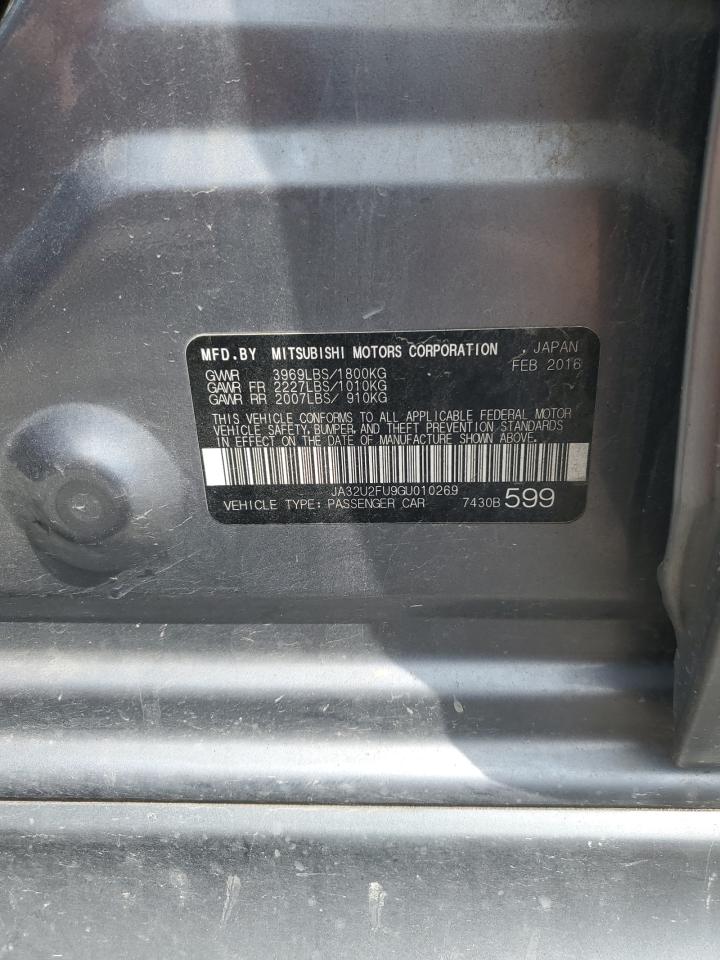 MFD.BY MITSUBISHI MOTORS CORPORATION , JAPAN
FEB 2016
GVWR 3969LBS/1800KG
GAWR FR 2227LBS/1010KG
GAWR RR 2007LBS/ 910KG
THIS VEHICLE CONFORMS TO ALL APPLICABLE FEDERAL MOTOR
VEHICLE SAFETY, BUMPER, AND THEFT PREVENTION STANDARDS
IN EFFECT ON THE DATE OF MANUFACTURE SHOWN ABOVE.
JA32U2FU9GU010269
VEHICLE TYPE: PASSENGER CAR 7430B 599